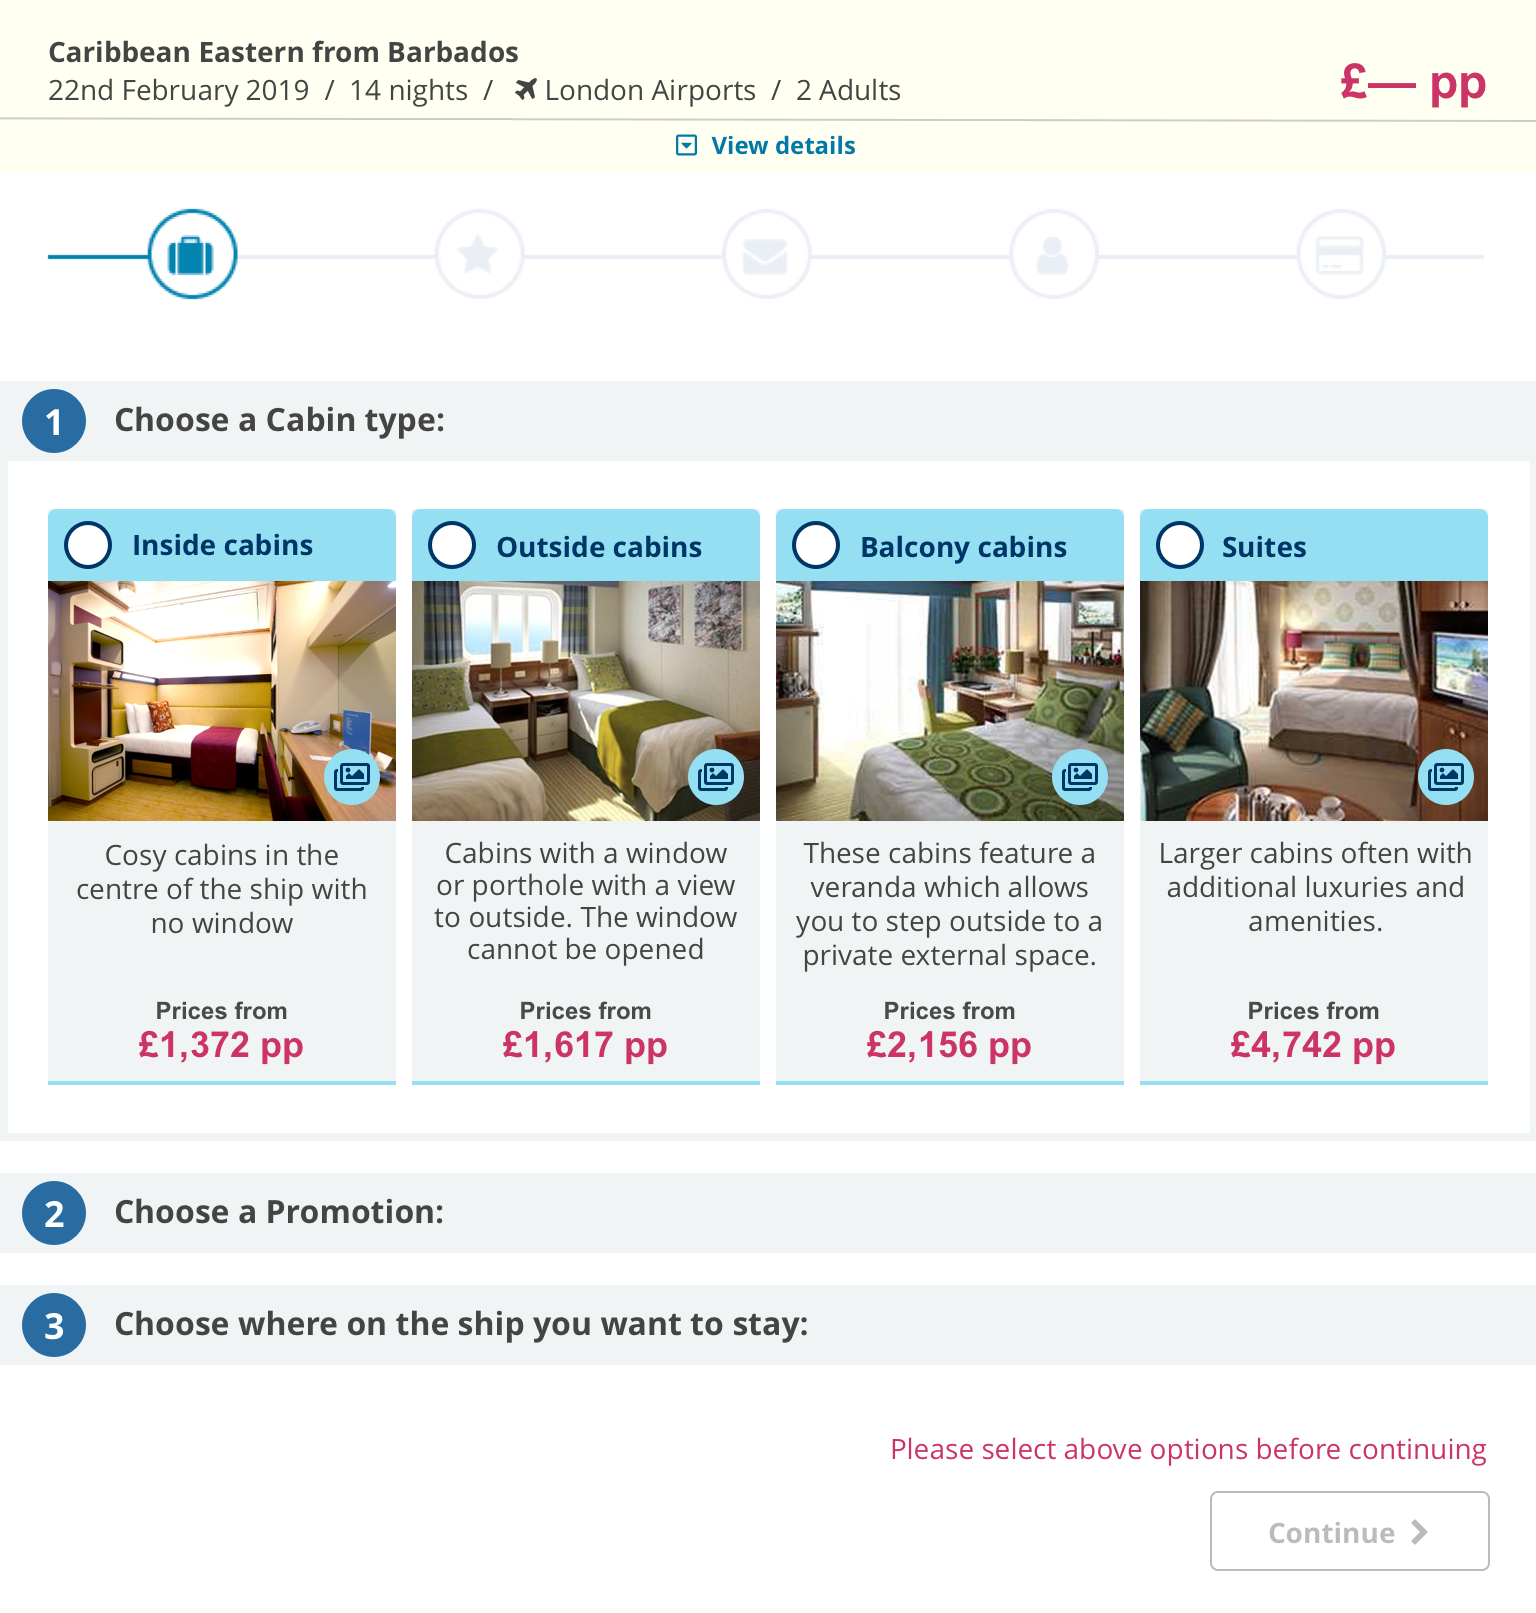 Caribbean Eastern from Barbados
22nd February 2019 / 14 nights / London Airports / 2 Adults
£— pp
View details
1 Choose a Cabin type:
Inside cabins
Cosy cabins in the
centre of the ship with
no window
Prices from
£1,372 pp
Outside cabins
Cabins with a window
or porthole with a view
to outside. The window
cannot be opened
Prices from
£1,617 pp
Balcony cabins
These cabins feature a
veranda which allows
you to step outside to a
private external space.
Prices from
£2,156 pp
Suites
Larger cabins often with
additional luxuries and
amenities.
Prices from
£4,742 pp
2 Choose a Promotion:
3 Choose where on the ship you want to stay:
Please select above options before continuing
Continue